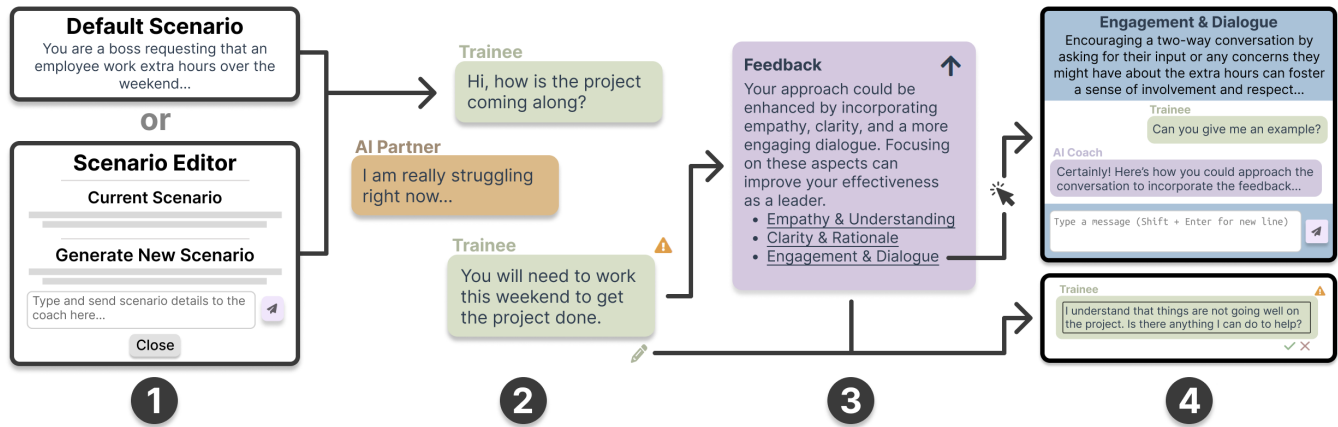 Default Scenario
You are a boss requesting that an
employee work extra hours over the
weekend...
or
Scenario Editor
Current Scenario
Generate New Scenario
Type and send scenario details to the
coach here...
Close
1
Trainee
Hi, how is the project
coming along?
AI Partner
I am really struggling
right now...
Trainee
You will need to work
this weekend to get
the project done.
2
Feedback
Your approach could be
enhanced by incorporating
empathy, clarity, and a more
engaging dialogue. Focusing
on these aspects can
improve your effectiveness
as a leader.
• Empathy & Understanding
• Clarity & Rationale
• Engagement & Dialogue
3
Engagement & Dialogue
Encouraging a two-way conversation by
asking for their input or any concerns they
might have about the extra hours can foster
a sense of involvement and respect...
Trainee
Can you give me an example?
AI Coach
Certainly! Here's how you could approach the
conversation to incorporate the feedback...
Type a message (Shift + Enter for new line)
Trainee
I understand that things are not going well on
the project. Is there anything I can do to help?
4